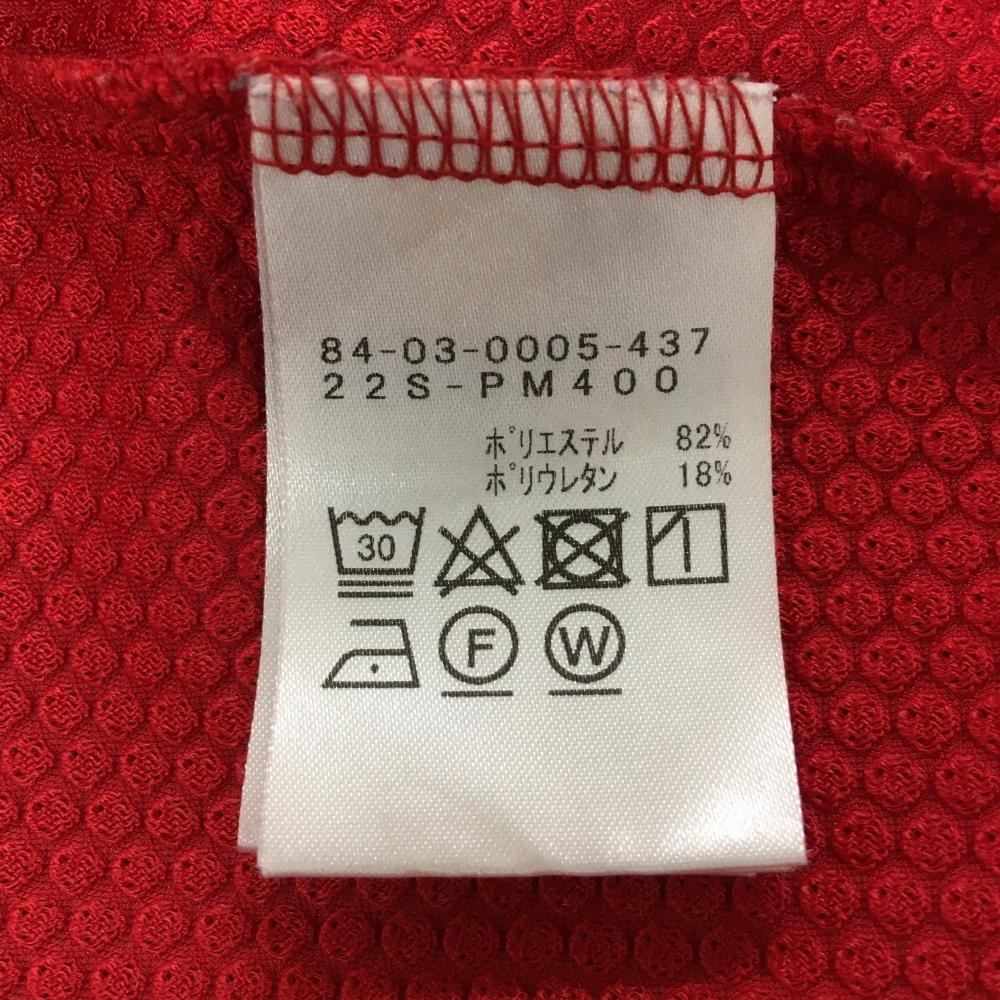 84-03-0005-437
22S-PM400
ポリエステル 82%
ポリウレタン 18%
30
F W